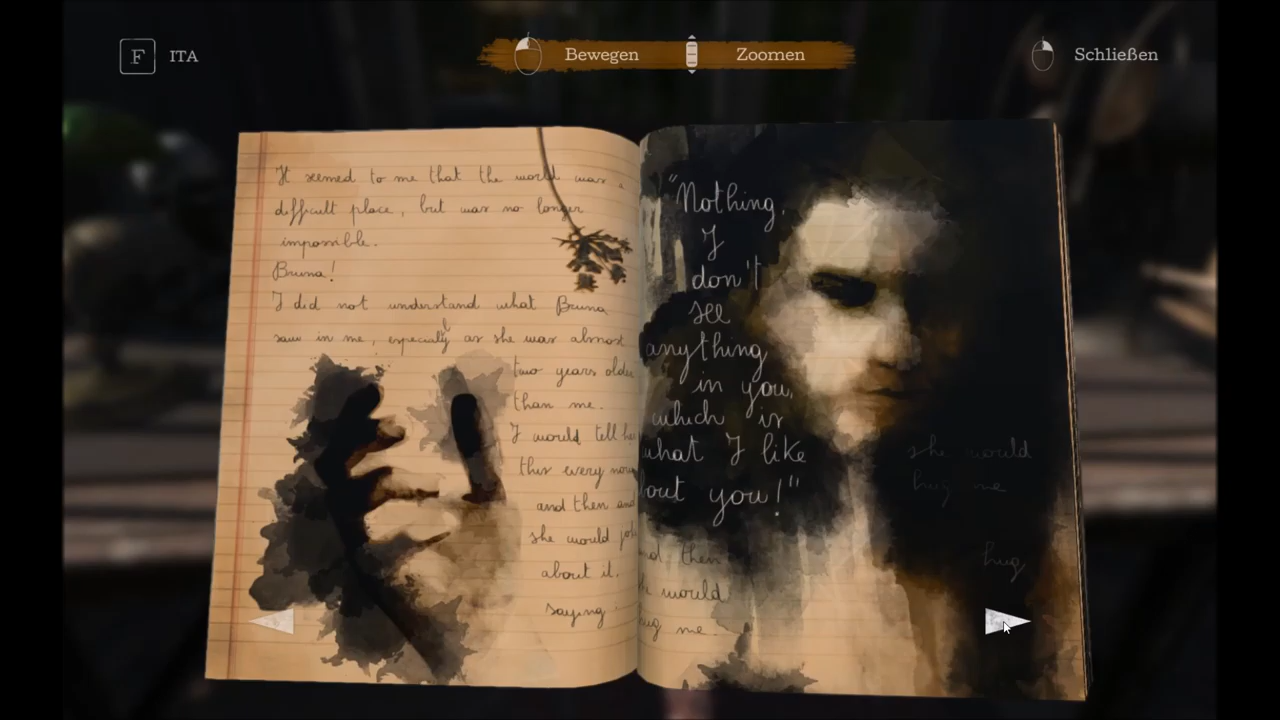 F ITA
Bewegen
Zoomen
Schließen
It seemed to me that the world was a
difficult place, but was no longer
impossible.
Bruna!
I did not understand what Bruna
saw in me, especially as she was almost
two years older
than me.
I would tell her
this every now
and then and
she would joke
about it.
saying
"Nothing,
I
don't
see
anything
in you,
which is
what I like
about you!"
and then
she would
hug me.
she would
hug me
hug